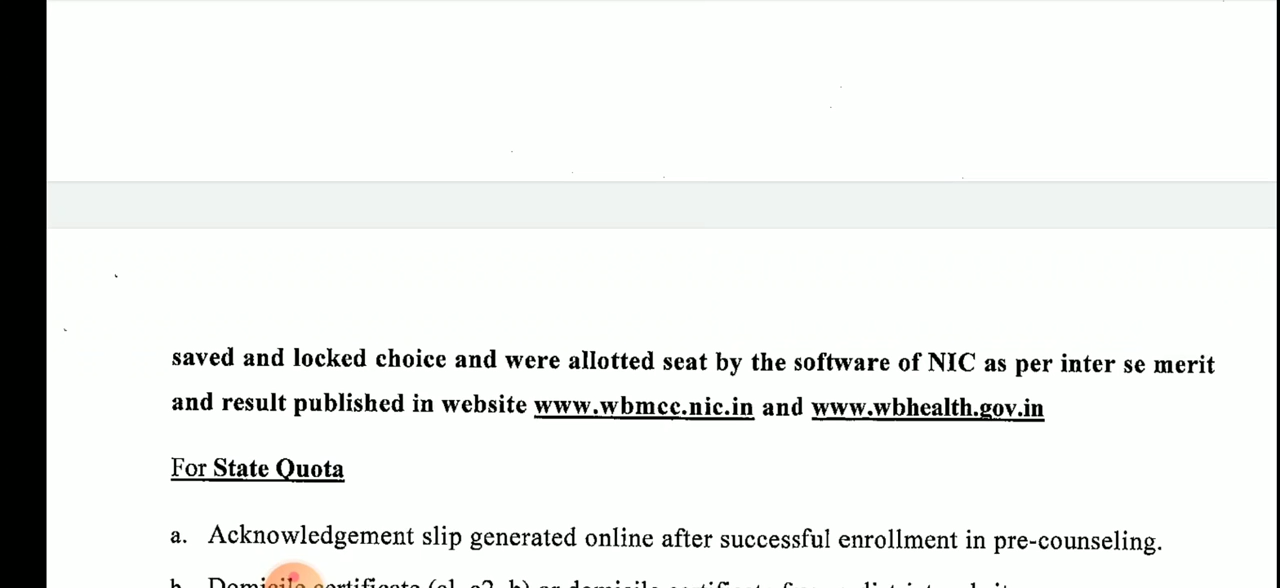 saved and locked choice and were allotted seat by the software of NIC as per inter se merit
and result published in website www.wbmcc.nic.in and www.wbhealth.gov.in
For State Quota
a. Acknowledgement slip generated online after successful enrollment in pre-counseling.